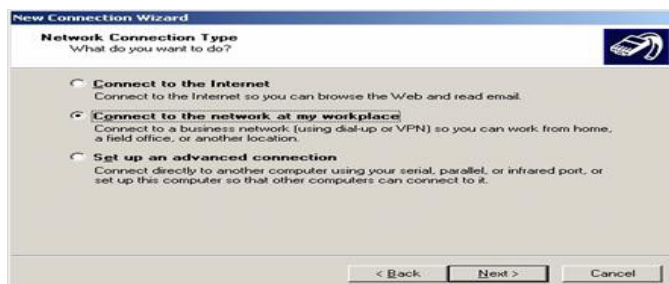 New Connection Wizard
Network Connection Type
What do you want to do?
Connect to the Internet
Connect to the Internet so you can browse the Web and read email.
Connect to the network at my workplace
Connect to a business network (using dial-up or VPN) so you can work from home,
a field office, or another location.
Set up an advanced connection
Connect directly to another computer using your serial, parallel, or infrared port, or
set up this computer so that other computers can connect to it.
< Back Next > Cancel